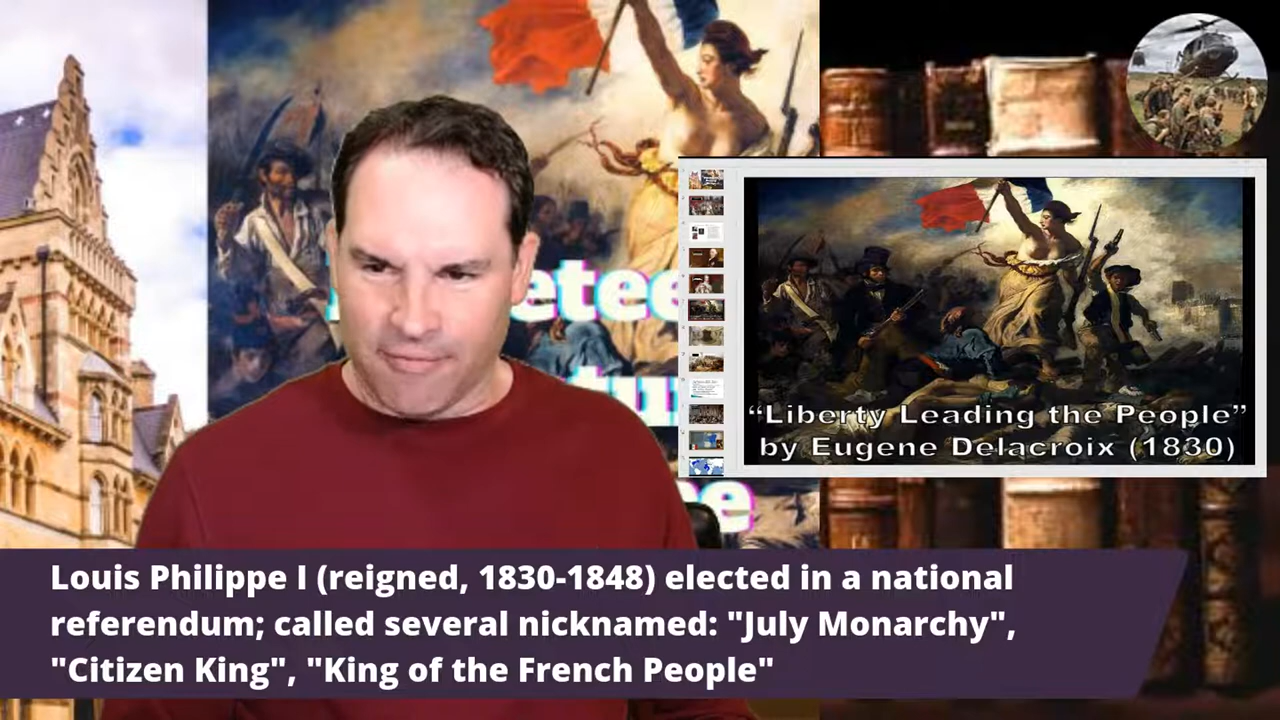 "Liberty Leading the People"
by Eugene Delacroix (1830)
Louis Philippe I (reigned, 1830-1848) elected in a national
referendum; called several nicknamed: "July Monarchy",
"Citizen King", "King of the French People"